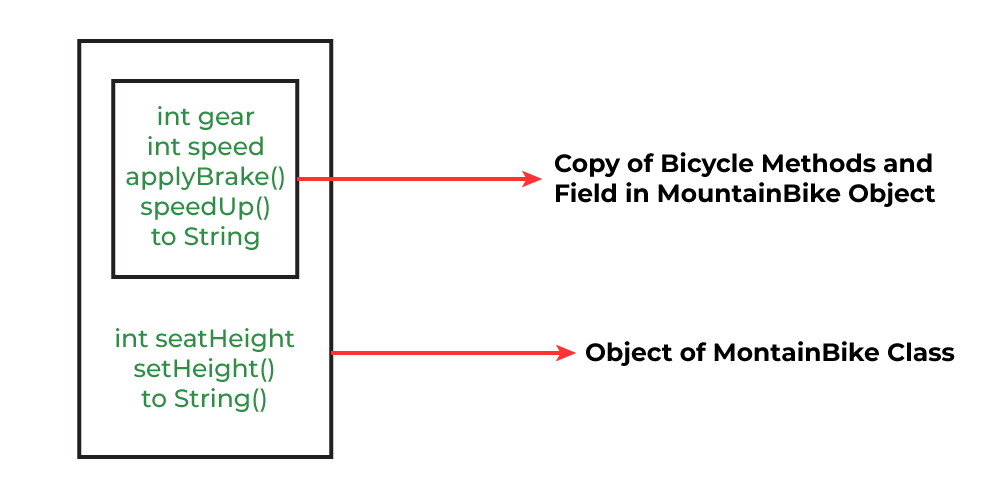 int gear
int speed
applyBrake()
speedUp()
to String
Copy of Bicycle Methods and
Field in MountainBike Object
int seatHeight
setHeight()
to String()
Object of MontainBike Class